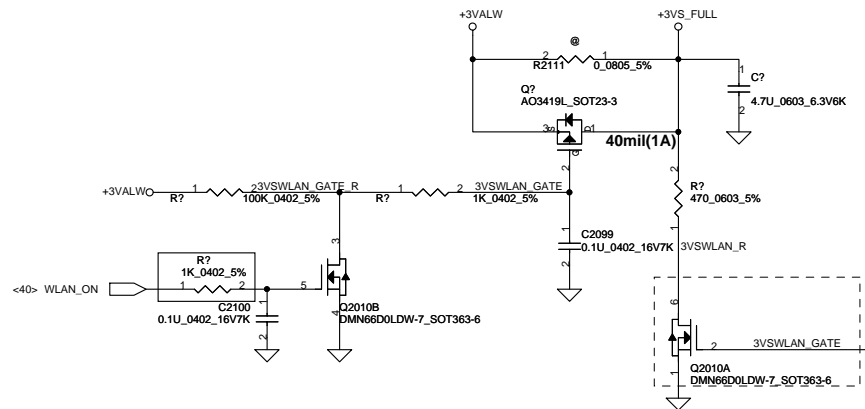 +3VALW
+3VS_FULL
@
2
1
R2111
0_0805_5%
C?
4.7U_0603_6.3V6K
1
2
Q?
AO3419L_SOT23-3
3
S
D
1
G
2
40mil(1A)
+3VALW
1
2
3VSWLAN_GATE_R
R?
100K_0402_5%
1
2
3VSWLAN_GATE
R?
1K_0402_5%
2
R?
470_0603_5%
1
3VSWLAN_R
1
C2099
0.1U_0402_16V7K
2
3
R?
1K_0402_5%
<40> WLAN_ON
1
2
5
C2100
0.1U_0402_16V7K
1
2
4
Q2010B
DMN66D0LDW-7_SOT363-6
6
2
3VSWLAN_GATE
1
Q2010A
DMN66D0LDW-7_SOT363-6